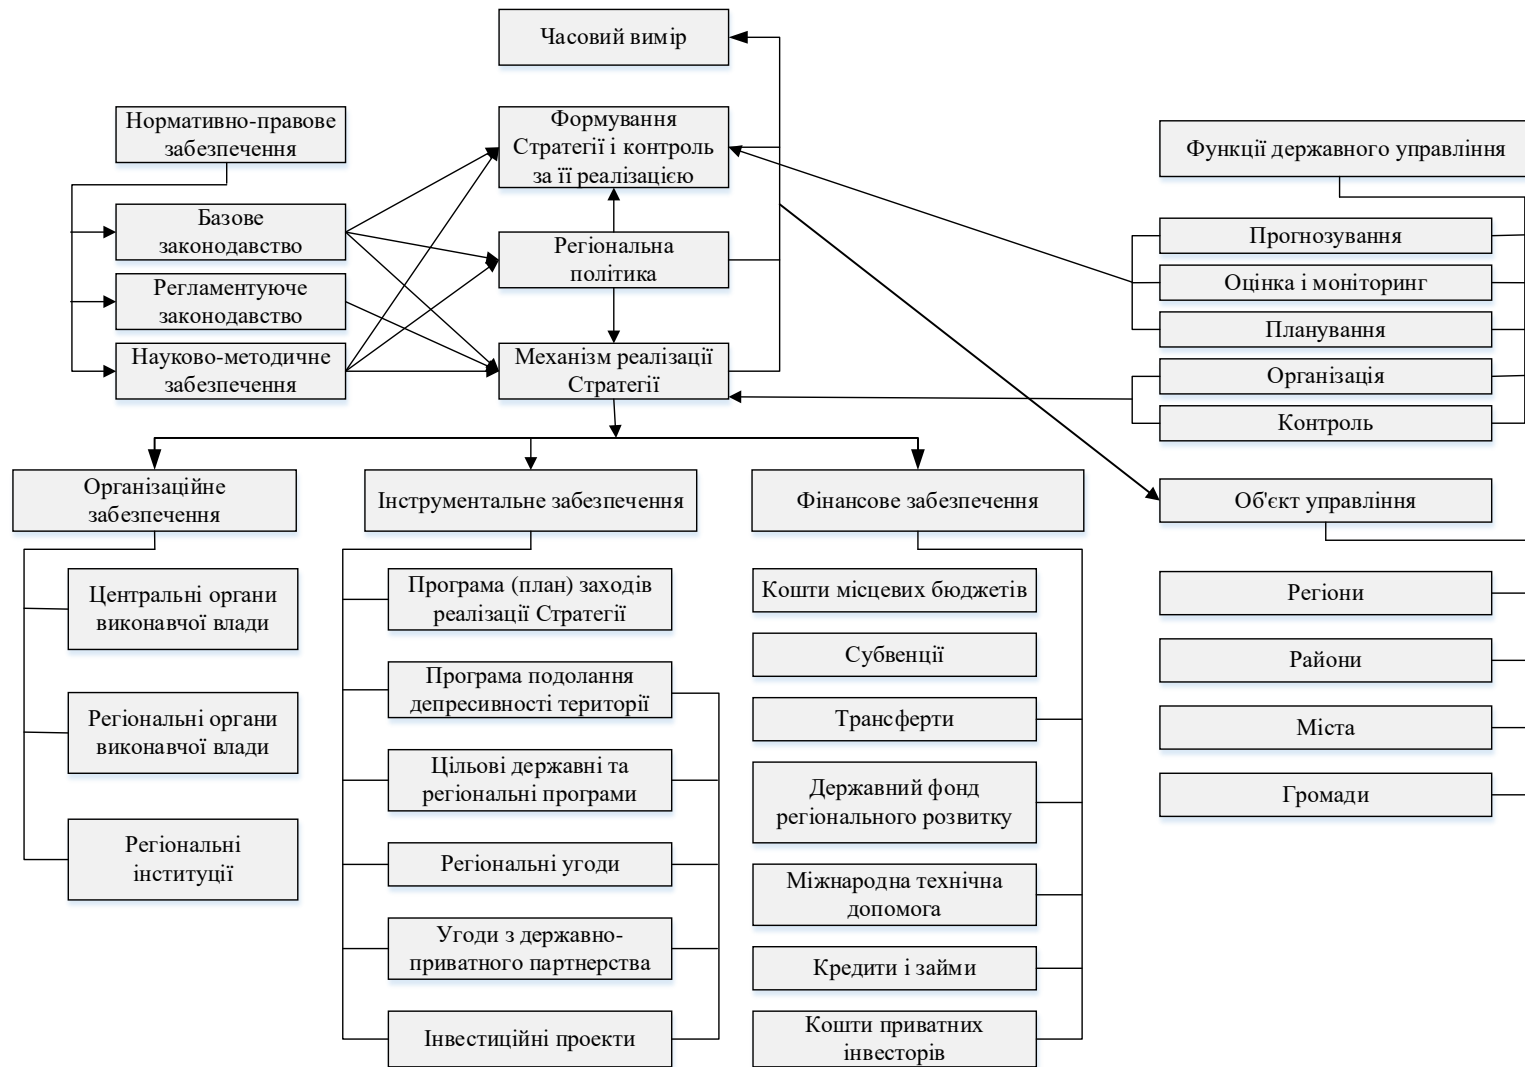 Часовий вимір
Нормативно-правове
забезпечення
Формування
Стратегії і контроль
за її реалізацією
Функції державного управління
Базове
законодавство
Регіональна
політика
Прогнозування
Оцінка і моніторинг
Регламентуюче
законодавство
Планування
Науково-методичне
забезпечення
Механізм реалізації
Стратегії
Організація
Контроль
Організаційне
забезпечення
Інструментальне забезпечення
Фінансове забезпечення
Об'єкт управління
Центральні органи
виконавчої влади
Регіональні органи
виконавчої влади
Регіональні
інституції
Програма (план) заходів
реалізації Стратегії
Програма подолання
депресивності території
Цільові державні та
регіональні програми
Регіональні угоди
Угоди з державно-
приватного партнерства
Інвестиційні проекти
Кошти місцевих бюджетів
Субвенції
Трансферти
Державний фонд
регіонального розвитку
Міжнародна технічна
допомога
Кредити і займи
Кошти приватних
інвесторів
Регіони
Райони
Міста
Громади